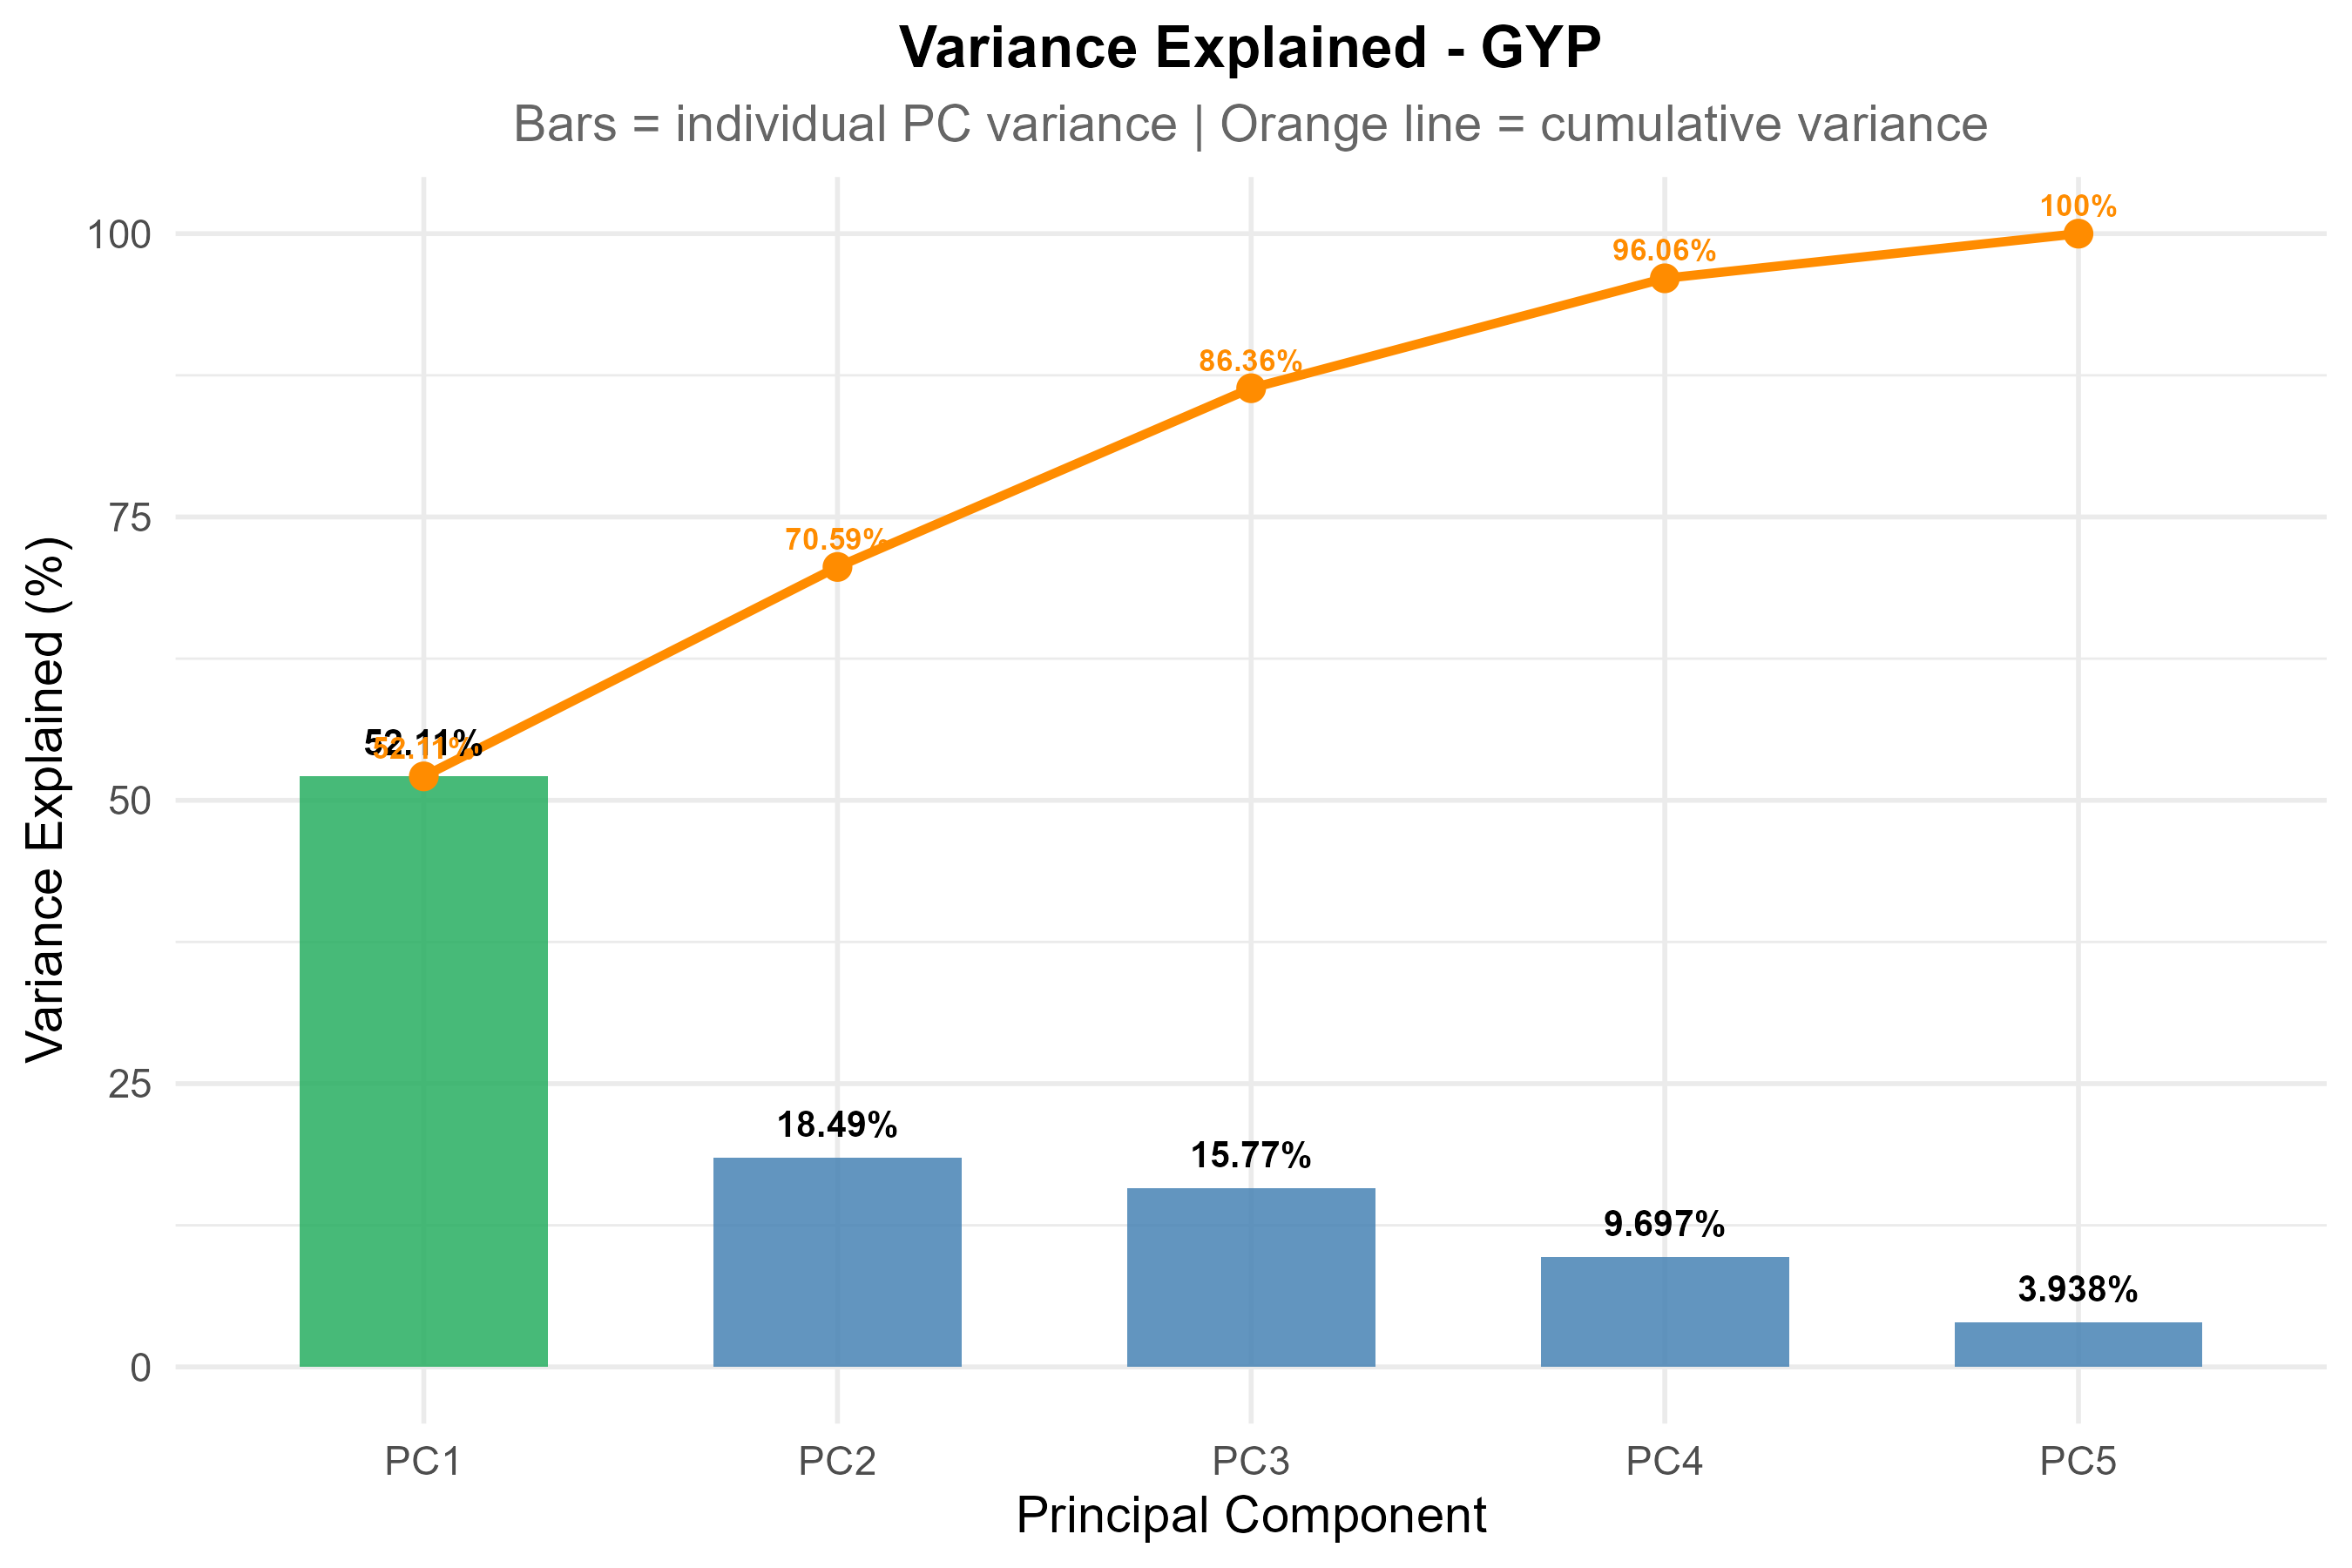 Variance Explained - GYP
Bars = individual PC variance | Orange line = cumulative variance
Variance Explained (%)
100
75
50
25
0
52.11%
52.11%
70.59%
86.36%
96.06%
100%
18.49%
15.77%
9.697%
3.938%
PC1
PC2
PC3
PC4
PC5
Principal Component